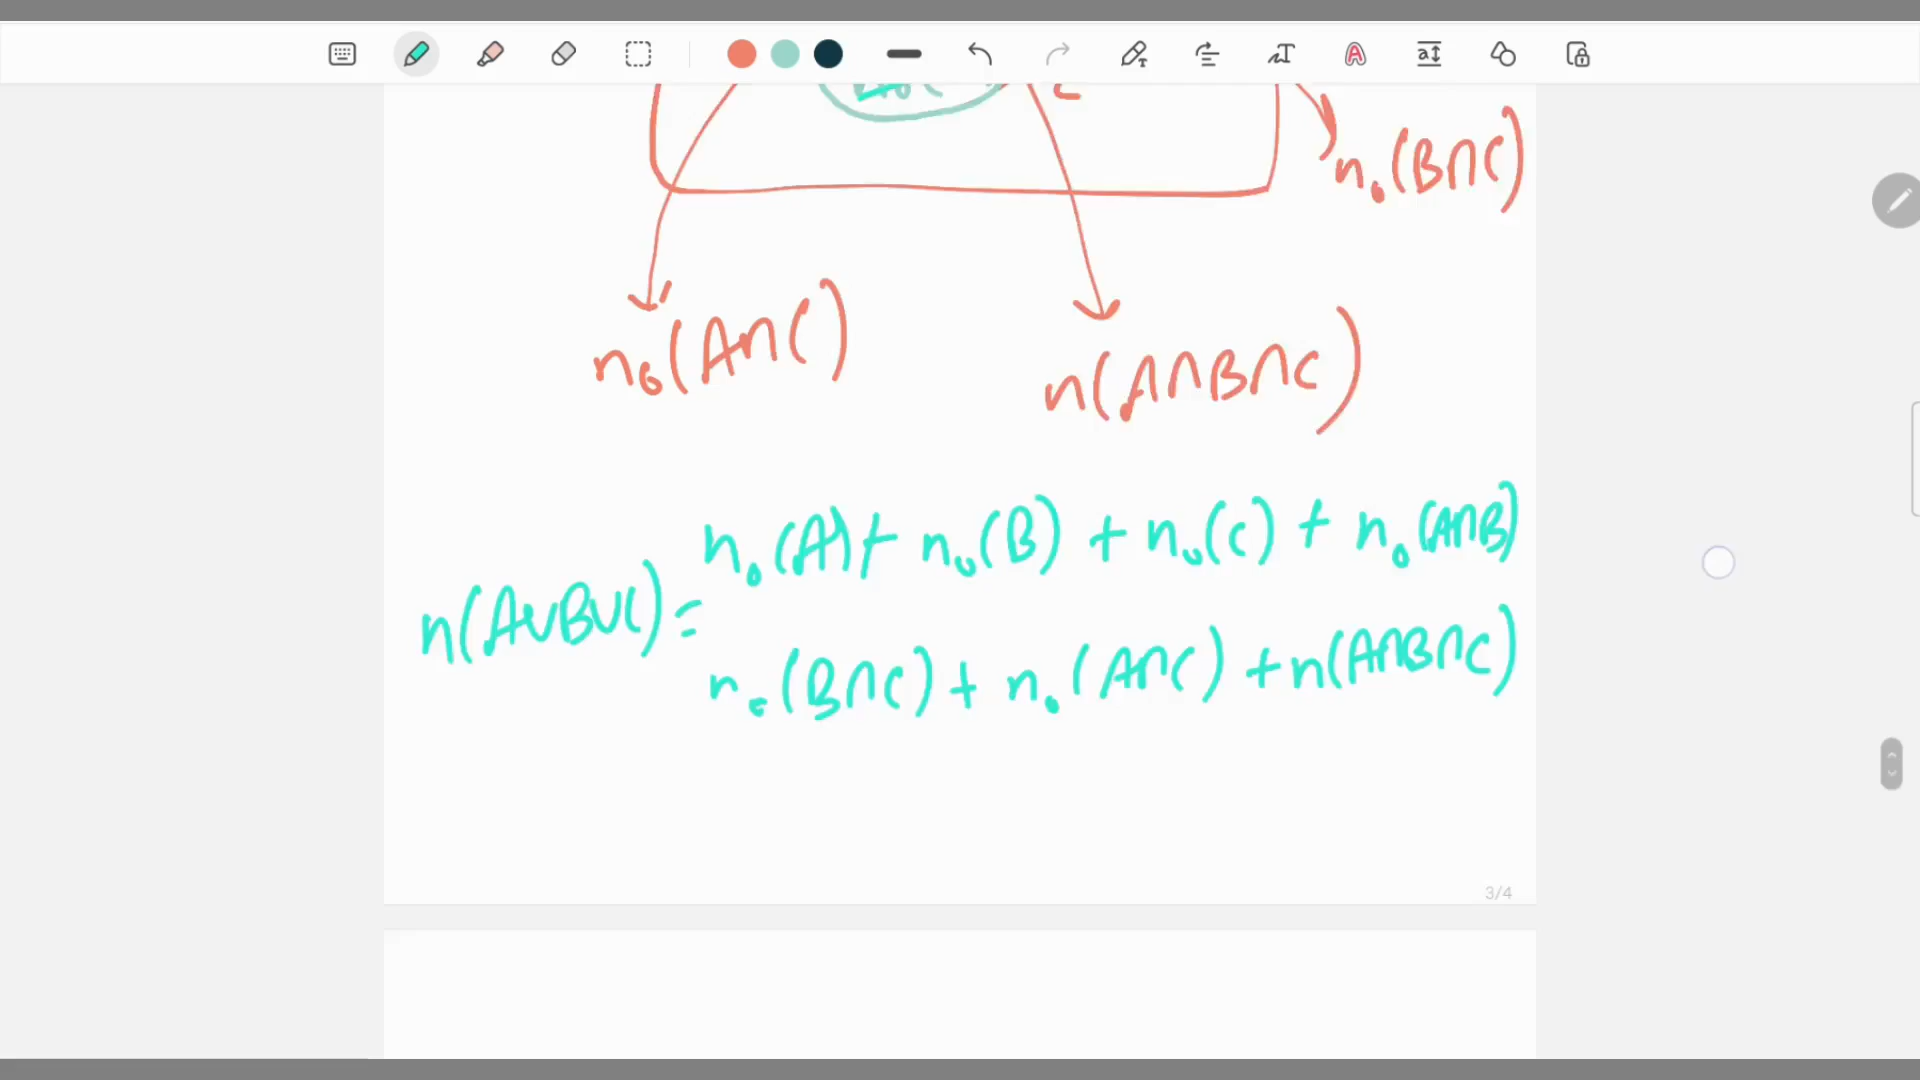 n₀(B∩C)
n₀(A∩C)
n(A∩B∩C)
n₀(A) + n₀(B) + n₀(C) + n₀(A∩B)
n(A∪B∪C) =
n₀(B∩C) + n₀(A∩C) + n(A∩B∩C)
3/4